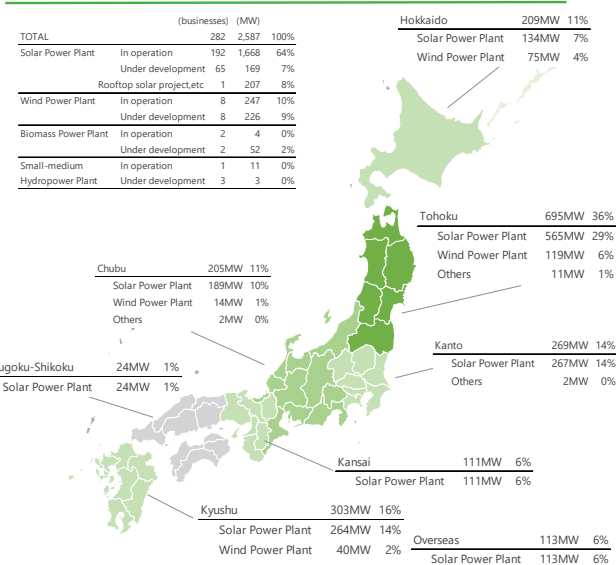 (businesses) (MW)
TOTAL 282 2,587 100%
Solar Power Plant In operation 192 1,668 64%
Under development 65 169 7%
Rooftop solar project,etc 1 207 8%
Wind Power Plant In operation 8 247 10%
Under development 8 226 9%
Biomass Power Plant In operation 2 4 0%
Under development 2 52 2%
Small-medium In operation 1 11 0%
Hydropower Plant Under development 3 3 0%
Hokkaido 209MW 11%
Solar Power Plant 134MW 7%
Wind Power Plant 75MW 4%
Tohoku 695MW 36%
Solar Power Plant 565MW 29%
Wind Power Plant 119MW 6%
Others 11MW 1%
Chubu 205MW 11%
Solar Power Plant 189MW 10%
Wind Power Plant 14MW 1%
Others 2MW 0%
Kanto 269MW 14%
Solar Power Plant 267MW 14%
Others 2MW 0%
ugoku-Shikoku 24MW 1%
Solar Power Plant 24MW 1%
Kansai 111MW 6%
Solar Power Plant 111MW 6%
Kyushu 303MW 16%
Solar Power Plant 264MW 14%
Wind Power Plant 40MW 2%
Overseas 113MW 6%
Solar Power Plant 113MW 6%